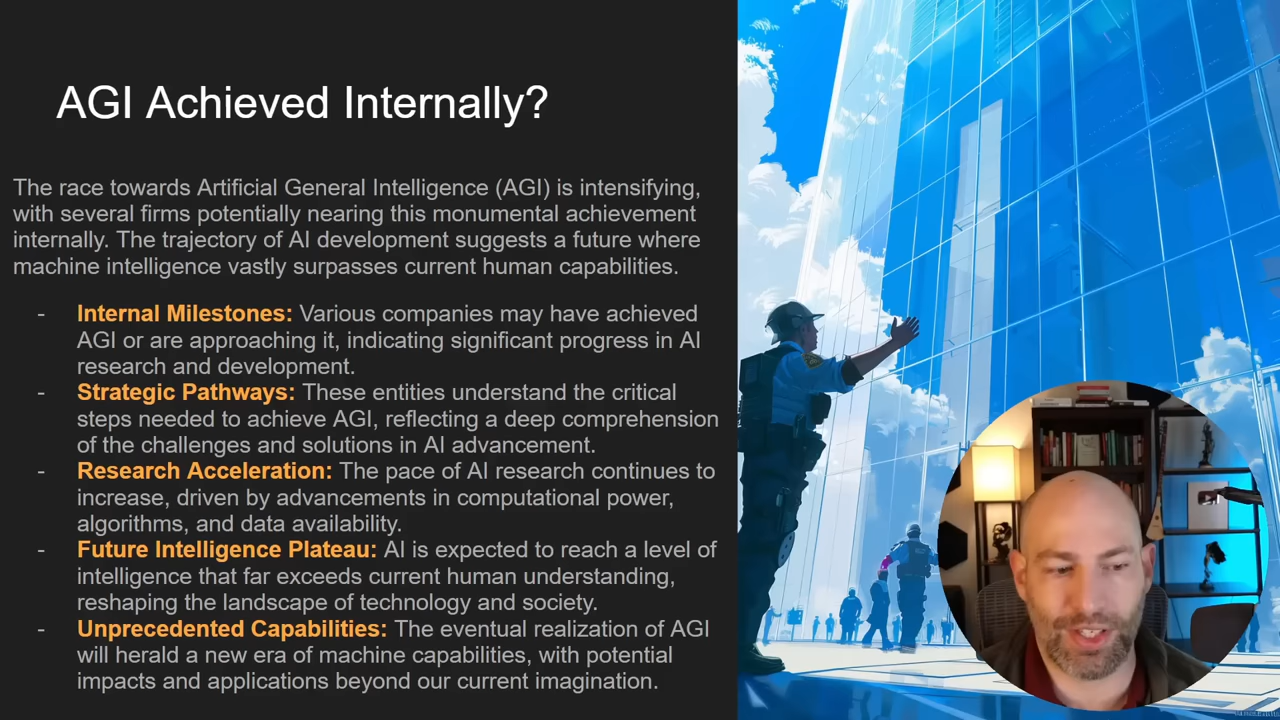 AGI Achieved Internally?
The race towards Artificial General Intelligence (AGI) is intensifying,
with several firms potentially nearing this monumental achievement
internally. The trajectory of AI development suggests a future where
machine intelligence vastly surpasses current human capabilities.
- Internal Milestones: Various companies may have achieved
AGI or are approaching it, indicating significant progress in AI
research and development.
- Strategic Pathways: These entities understand the critical
steps needed to achieve AGI, reflecting a deep comprehension
of the challenges and solutions in AI advancement.
- Research Acceleration: The pace of AI research continues to
increase, driven by advancements in computational power,
algorithms, and data availability.
- Future Intelligence Plateau: AI is expected to reach a level of
intelligence that far exceeds current human understanding,
reshaping the landscape of technology and society.
- Unprecedented Capabilities: The eventual realization of AGI
will herald a new era of machine capabilities, with potential
impacts and applications beyond our current imagination.